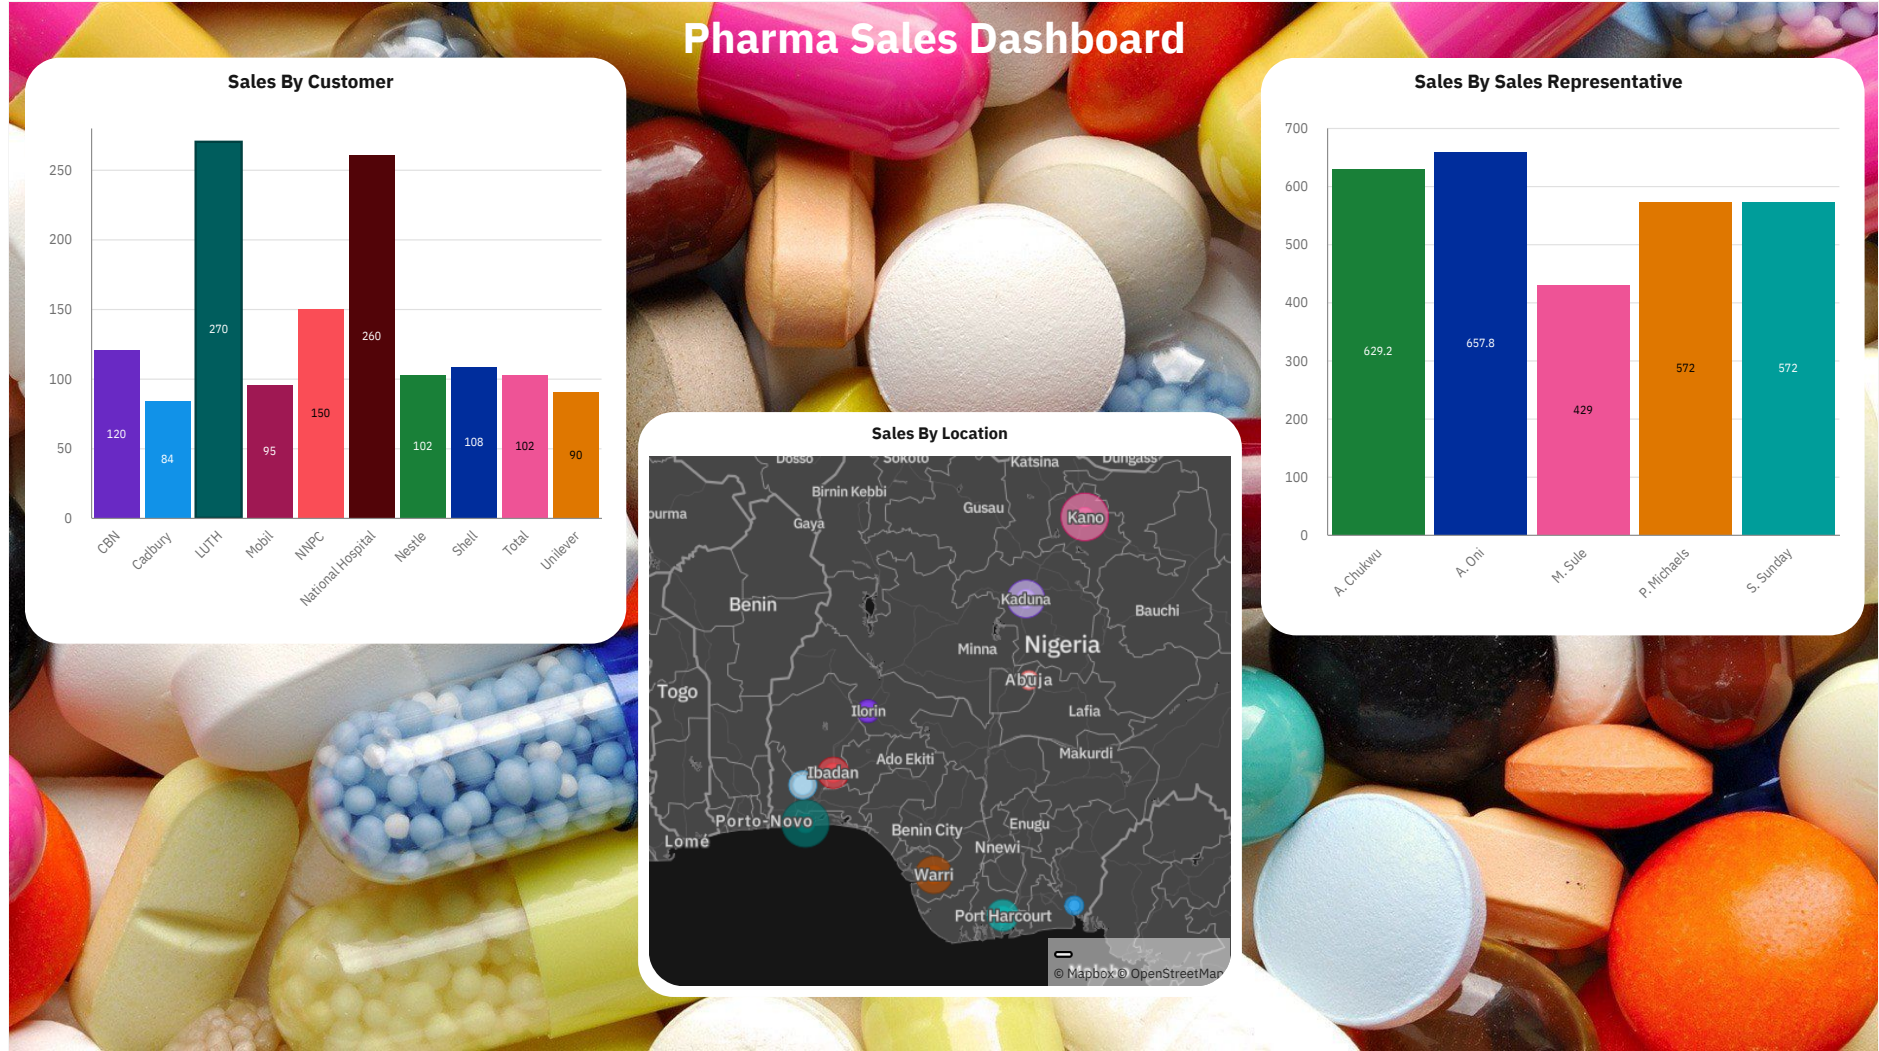 Pharma Sales Dashboard
Sales By Customer
250
200
150
100
50
0
120
84
270
95
150
260
102
108
102
90
CBN
Cadbury
LUTH
Mobil
NNPC
National Hospital
Nestle
Shell
Total
Unilever
Sales By Location
Dosso
Sokoto
Katsina
Dungass
Birnin Kebbi
Gusau
Kano
ourma
Gaya
Kaduna
Benin
Bauchi
Minna
Nigeria
Togo
Abuja
Ilorin
Lafia
Ado Ekiti
Makurdi
Ibadan
Porto-Novo
Lomé
Benin City
Enugu
Nnewi
Warri
Port Harcourt
© Mapbox © OpenStreetMap
Sales By Sales Representative
700
600
500
400
300
200
100
0
629.2
657.8
429
572
572
A. Chukwu
A. Oni
M. Sule
P. Michaels
S. Sunday